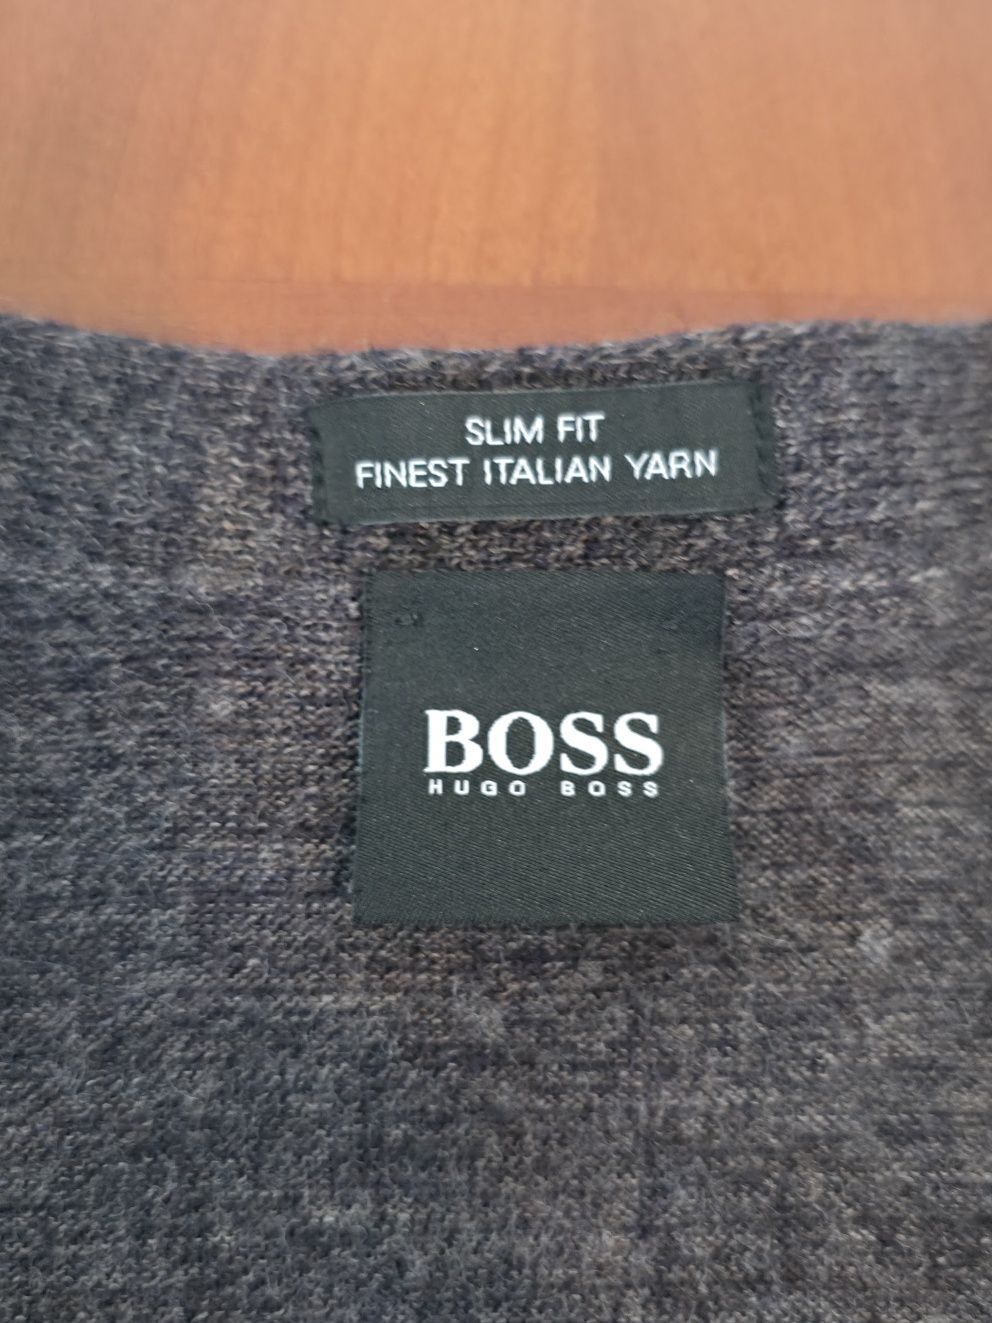 SLIM FIT
FINEST ITALIAN YARN
BOSS
HUGO BOSS